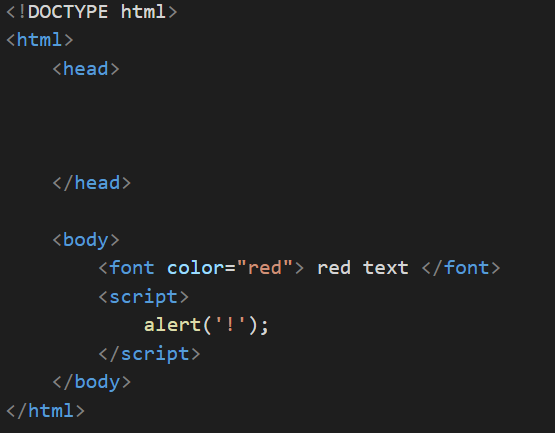 <!DOCTYPE html>
<html>
    <head>
    </head>
    <body>
        <font color="red"> red text </font>
        <script>
            alert('!');
        </script>
    </body>
</html>